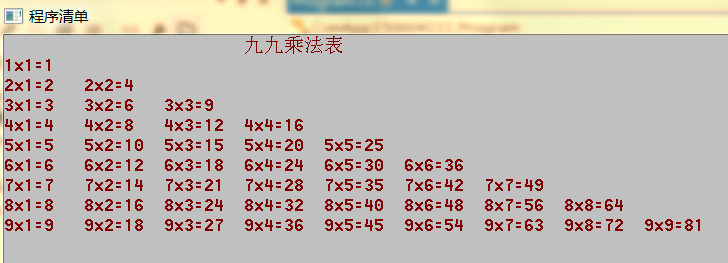 程序清单
九九乘法表
1x1=1
2x1=2 2x2=4
3x1=3 3x2=6 3x3=9
4x1=4 4x2=8 4x3=12 4x4=16
5x1=5 5x2=10 5x3=15 5x4=20 5x5=25
6x1=6 6x2=12 6x3=18 6x4=24 6x5=30 6x6=36
7x1=7 7x2=14 7x3=21 7x4=28 7x5=35 7x6=42 7x7=49
8x1=8 8x2=16 8x3=24 8x4=32 8x5=40 8x6=48 8x7=56 8x8=64
9x1=9 9x2=18 9x3=27 9x4=36 9x5=45 9x6=54 9x7=63 9x8=72 9x9=81